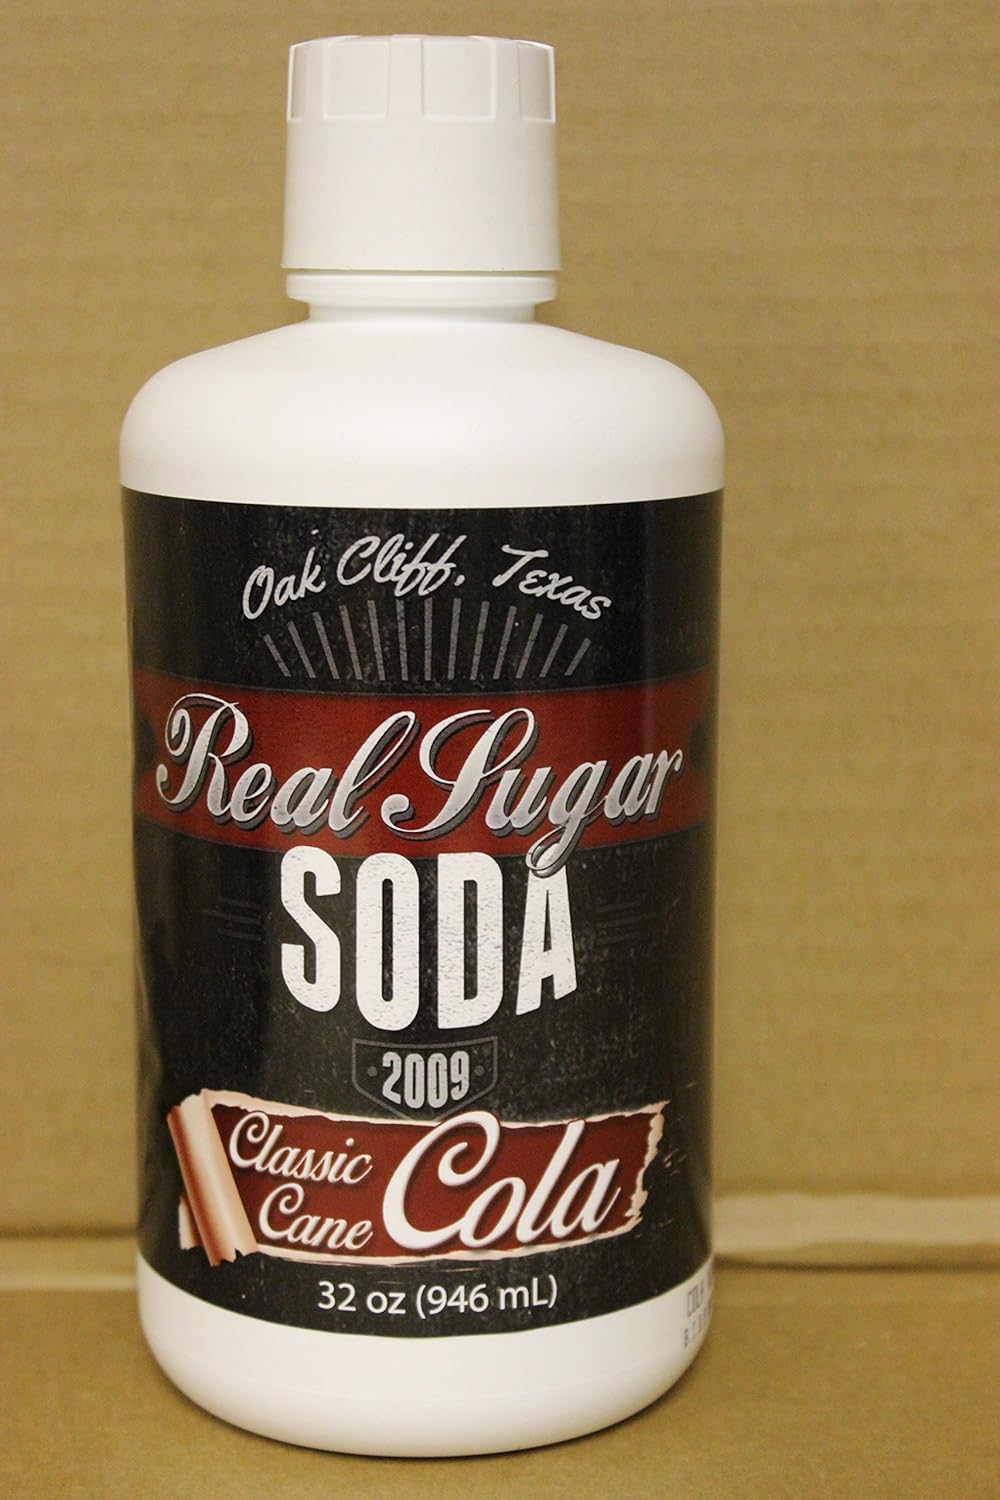 Oak Cliff, Texas
Real Sugar
SODA
2009
Classic
Cane
Cola
32 oz (946 mL)